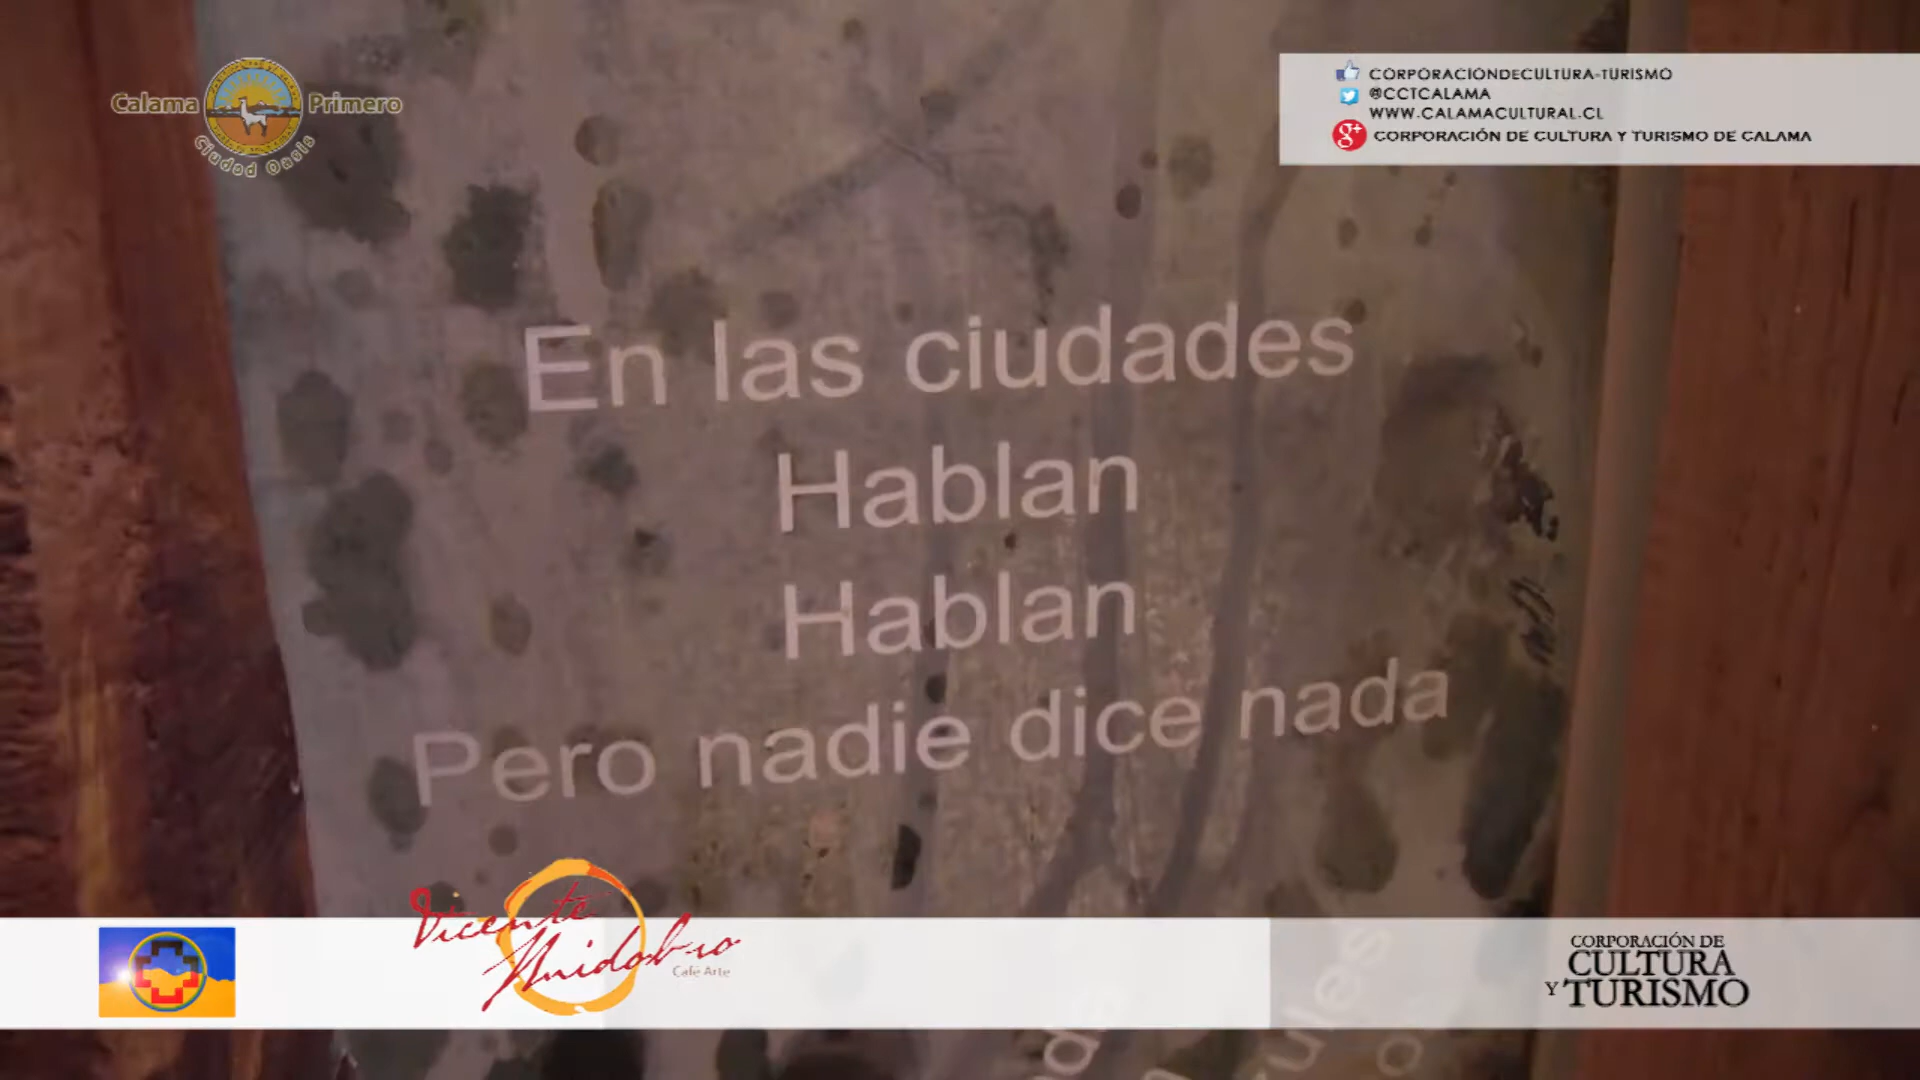 Calama Primero
Ciudad Oasis
CORPORACIONDECULTURA-TURISMO
@CCTCALAMA
WWW.CALAMACULTURAL.CL
g+ CORPORACIÓN DE CULTURA Y TURISMO DE CALAMA
En las ciudades
Hablan
Hablan
Pero nadie dice nada
Vicente
Huidobro
Café Arte
CORPORACIÓN DE
CULTURA
Y TURISMO